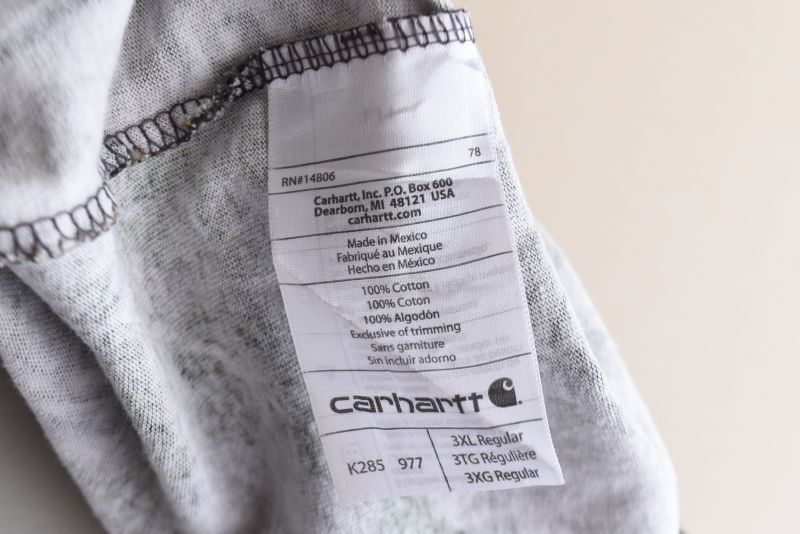 RN#14806 78
Carhartt, Inc. P.O. Box 600
Dearborn, MI 48121 USA
carhartt.com
Made in Mexico
Fabriqué au Mexique
Hecho en México
100% Cotton
100% Coton
100% Algodón
Exclusive of trimming
Sans garniture
Sin incluir adorno
carhartt
K285 977
3XL Regular
3TG Régulière
3XG Regular